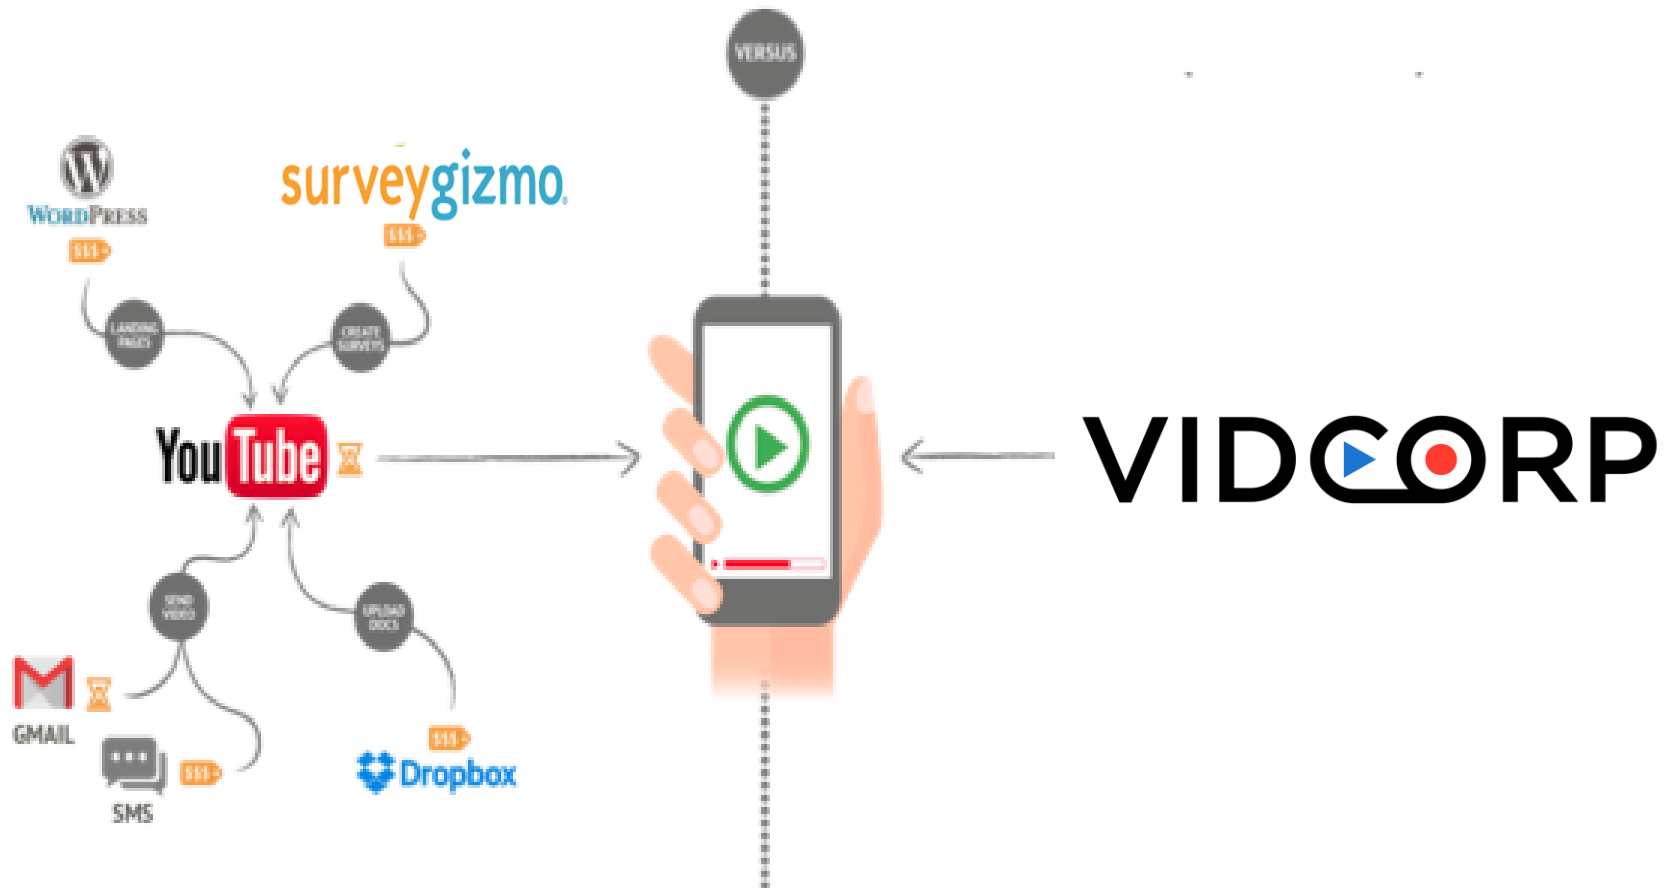 VERSUS
WORDPRESS
$$$
surveygizmo®
$$$
LANDING
PAGES
CREATE
SURVEYS
YouTube
VIDCORP
SEND
VIDEO
UPLOAD
DOCS
GMAIL
$$$
Dropbox
$$$
SMS